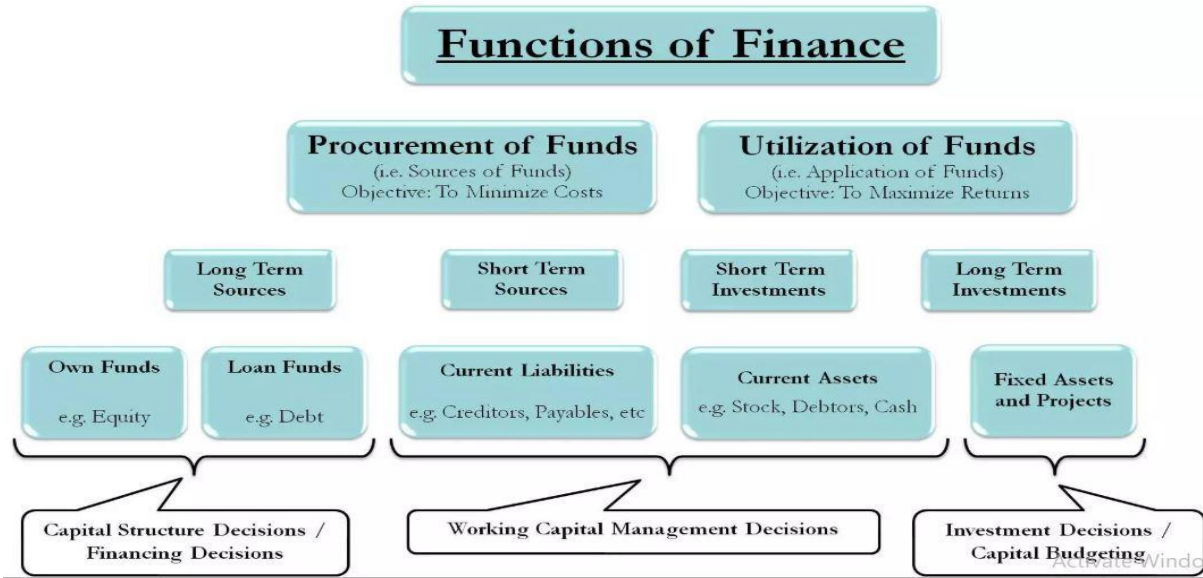 Functions of Finance
Procurement of Funds
(i.e. Sources of Funds)
Objective: To Minimize Costs
Utilization of Funds
(i.e. Application of Funds)
Objective: To Maximize Returns
Long Term
Sources
Short Term
Sources
Short Term
Investments
Long Term
Investments
Own Funds
e.g. Equity
Loan Funds
e.g. Debt
Current Liabilities
e.g. Creditors, Payables, etc
Current Assets
e.g. Stock, Debtors, Cash
Fixed Assets
and Projects
Capital Structure Decisions /
Financing Decisions
Working Capital Management Decisions
Investment Decisions /
Capital Budgeting
Activate Windo